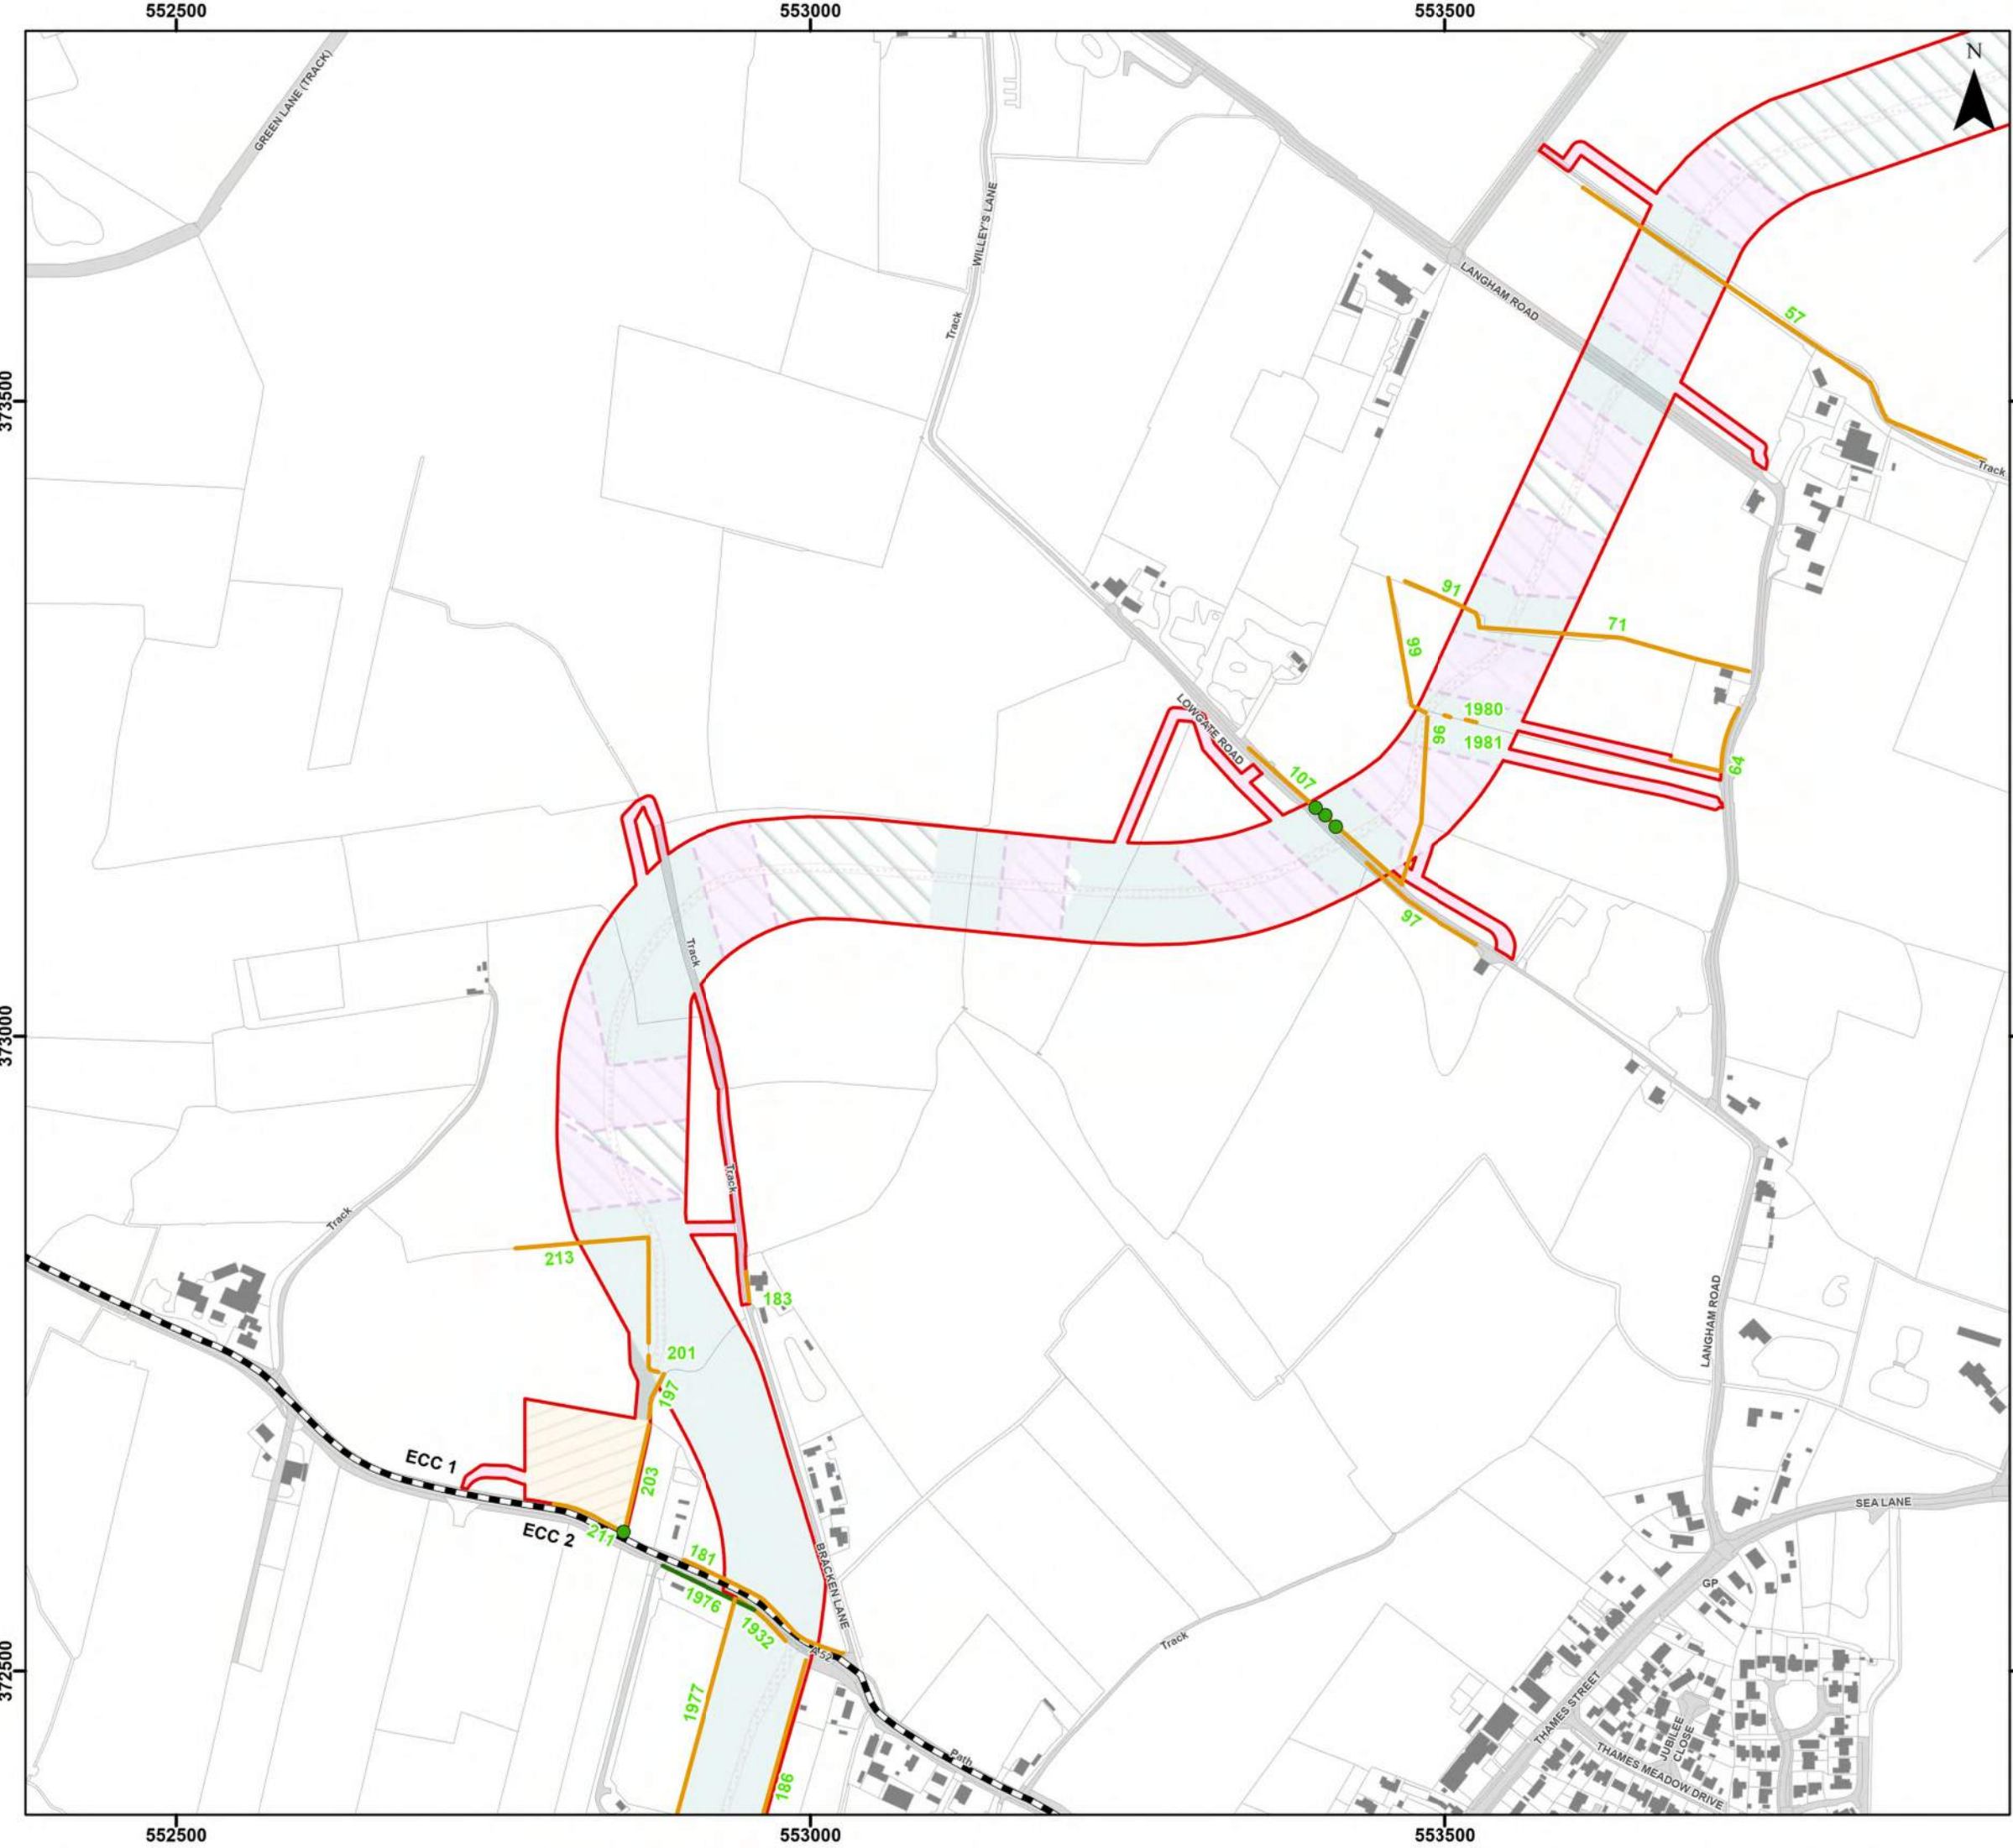 552500
553000
553500
N
GREEN LANE (TRACK)
WILLEY'S LANE
Track
LANGHAM ROAD
57
373500
Track
91
71
99
1980
1981
96
64
LOWGATE ROAD
107
97
Track
373000
Track
Track
213
183
201
197
LANGHAM ROAD
ECC 1
203
ECC 2
211
SEA LANE
181
1976
1932
BRACKEN LANE
A52
GP
Track
372500
1977
186
Path
THAMES STREET
JUBILEE
CLOSE
THAMES MEADOW DRIVE
552500
553000
553500